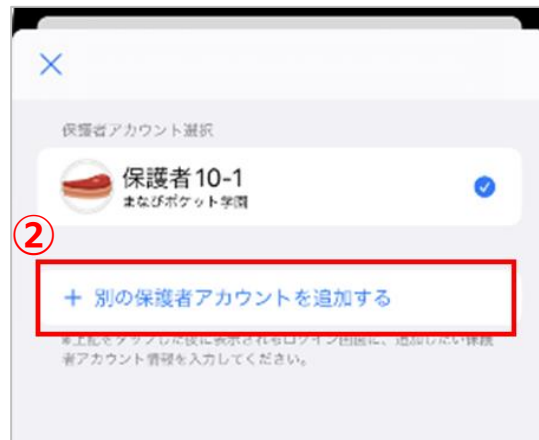 保護者アカウント選択
保護者10-1
まなびポケット学園
②
+ 別の保護者アカウントを追加する
※上記をタップした後に表示されるログイン画面に、追加したい保護
者アカウント情報を入力してください。